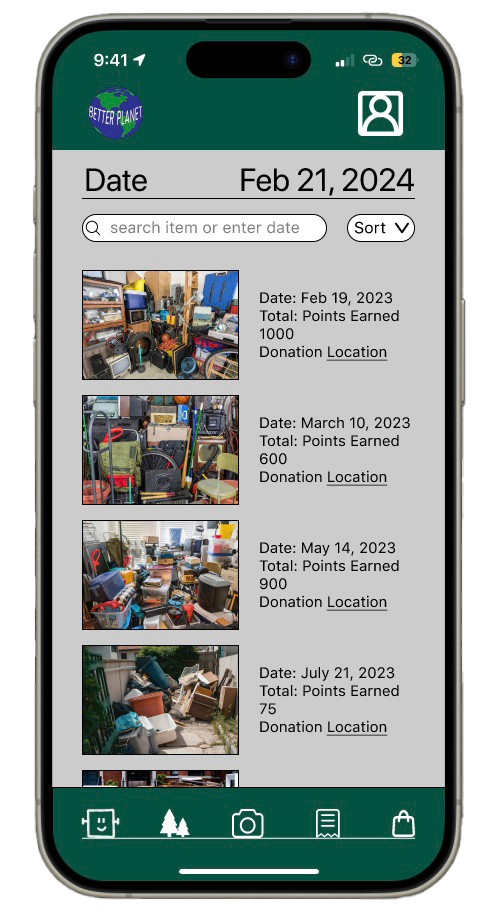 9:41
32
BETTER PLANET
Date
Feb 21, 2024
search item or enter date
Sort
Date: Feb 19, 2023
Total: Points Earned
1000
Donation Location
Date: March 10, 2023
Total: Points Earned
600
Donation Location
Date: May 14, 2023
Total: Points Earned
900
Donation Location
Date: July 21, 2023
Total: Points Earned
75
Donation Location